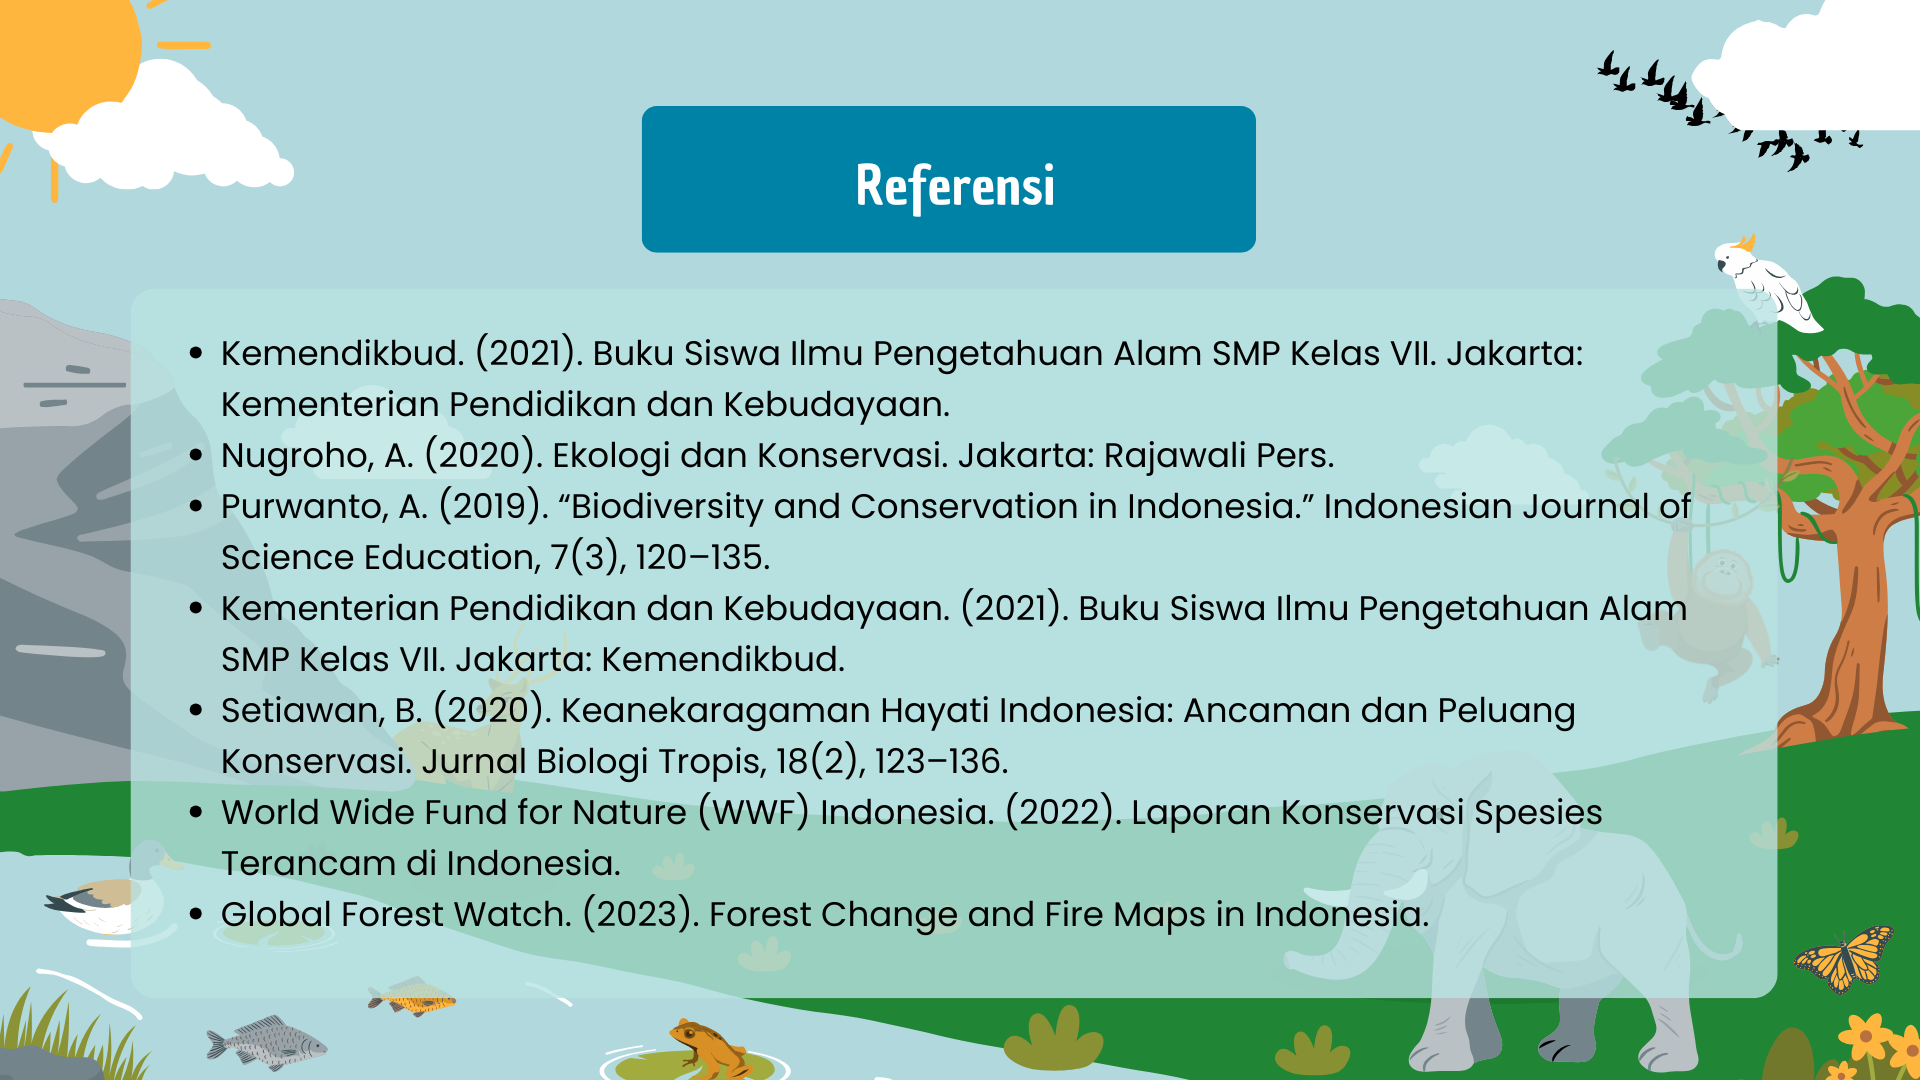 Referensi
• Kemendikbud. (2021). Buku Siswa Ilmu Pengetahuan Alam SMP Kelas VII. Jakarta:
Kementerian Pendidikan dan Kebudayaan.
• Nugroho, A. (2020). Ekologi dan Konservasi. Jakarta: Rajawali Pers.
• Purwanto, A. (2019). “Biodiversity and Conservation in Indonesia.” Indonesian Journal of
Science Education, 7(3), 120–135.
• Kementerian Pendidikan dan Kebudayaan. (2021). Buku Siswa Ilmu Pengetahuan Alam
SMP Kelas VII. Jakarta: Kemendikbud.
• Setiawan, B. (2020). Keanekaragaman Hayati Indonesia: Ancaman dan Peluang
Konservasi. Jurnal Biologi Tropis, 18(2), 123–136.
• World Wide Fund for Nature (WWF) Indonesia. (2022). Laporan Konservasi Spesies
Terancam di Indonesia.
• Global Forest Watch. (2023). Forest Change and Fire Maps in Indonesia.